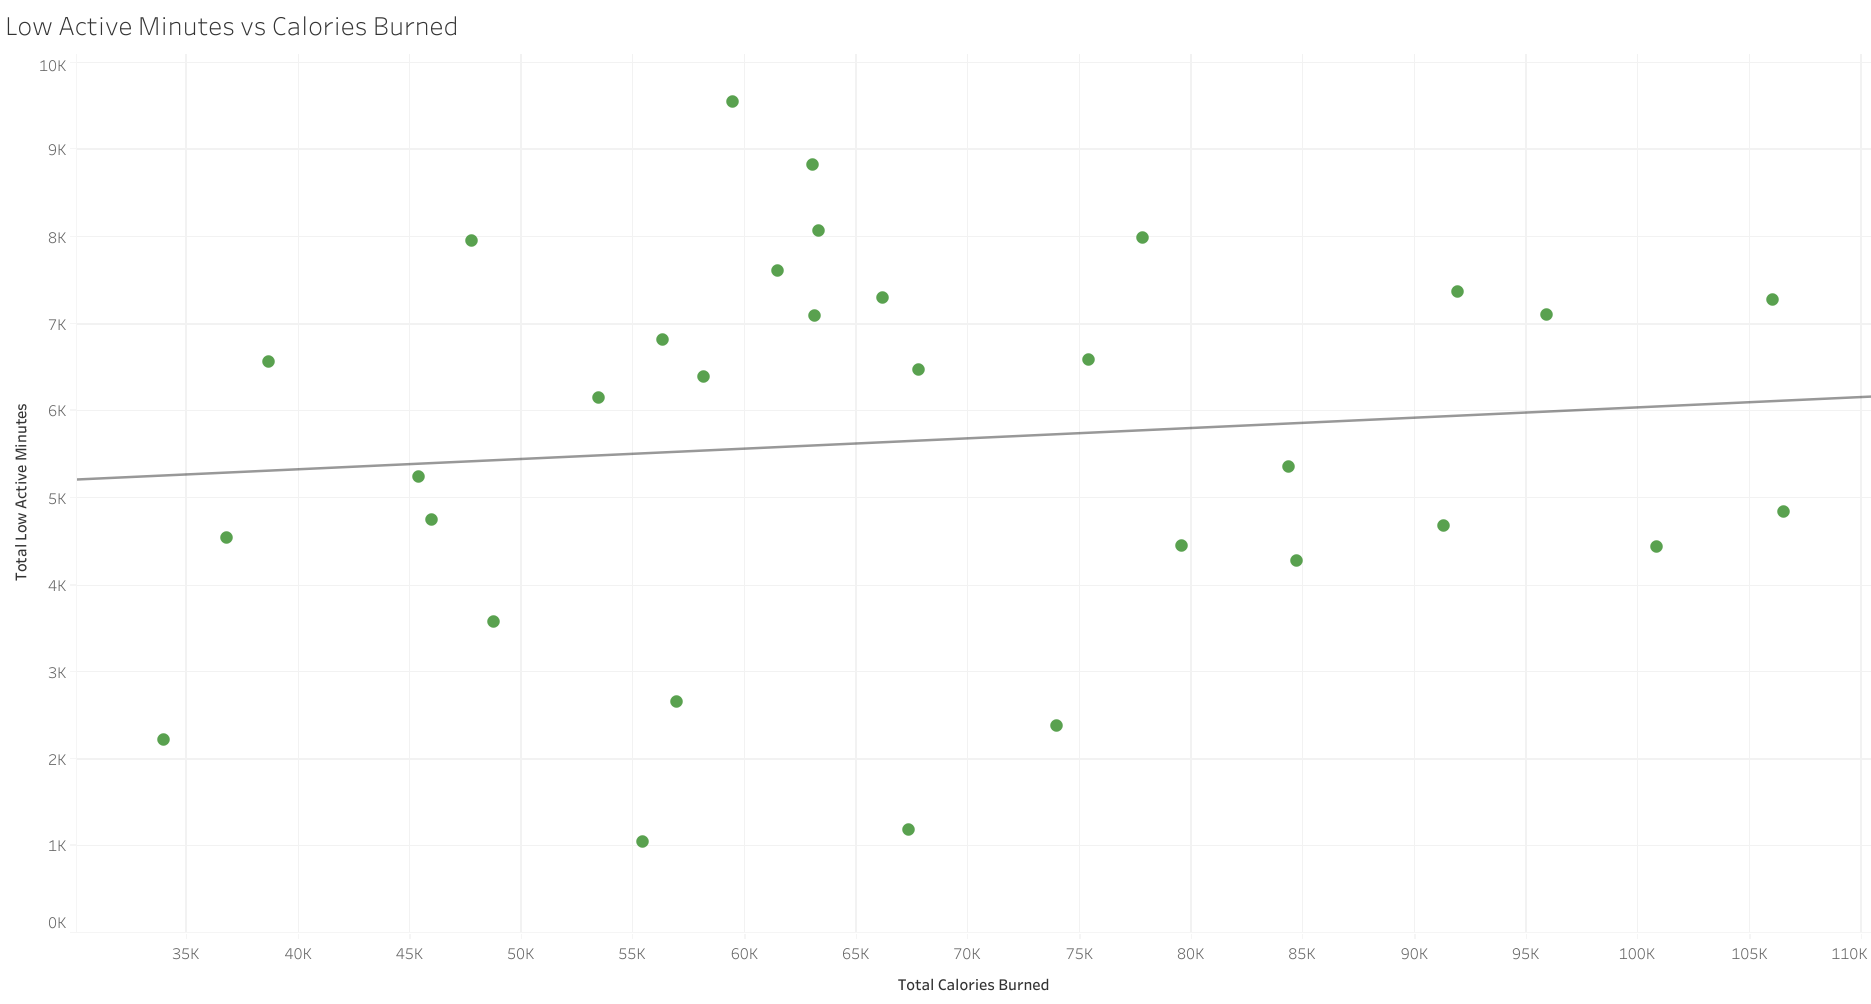 Low Active Minutes vs Calories Burned
10K
9K
8K
7K
6K
5K
4K
3K
2K
1K
0K
Total Low Active Minutes
35K 40K 45K 50K 55K 60K 65K 70K 75K 80K 85K 90K 95K 100K 105K 110K
Total Calories Burned